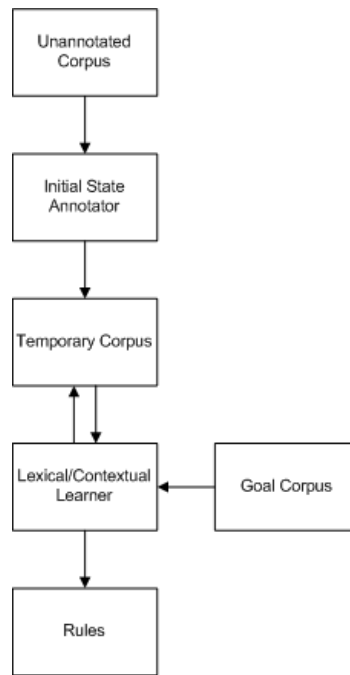 Unannotated
Corpus
Initial State
Annotator
Temporary Corpus
Lexical/Contextual
Learner
Goal Corpus
Rules